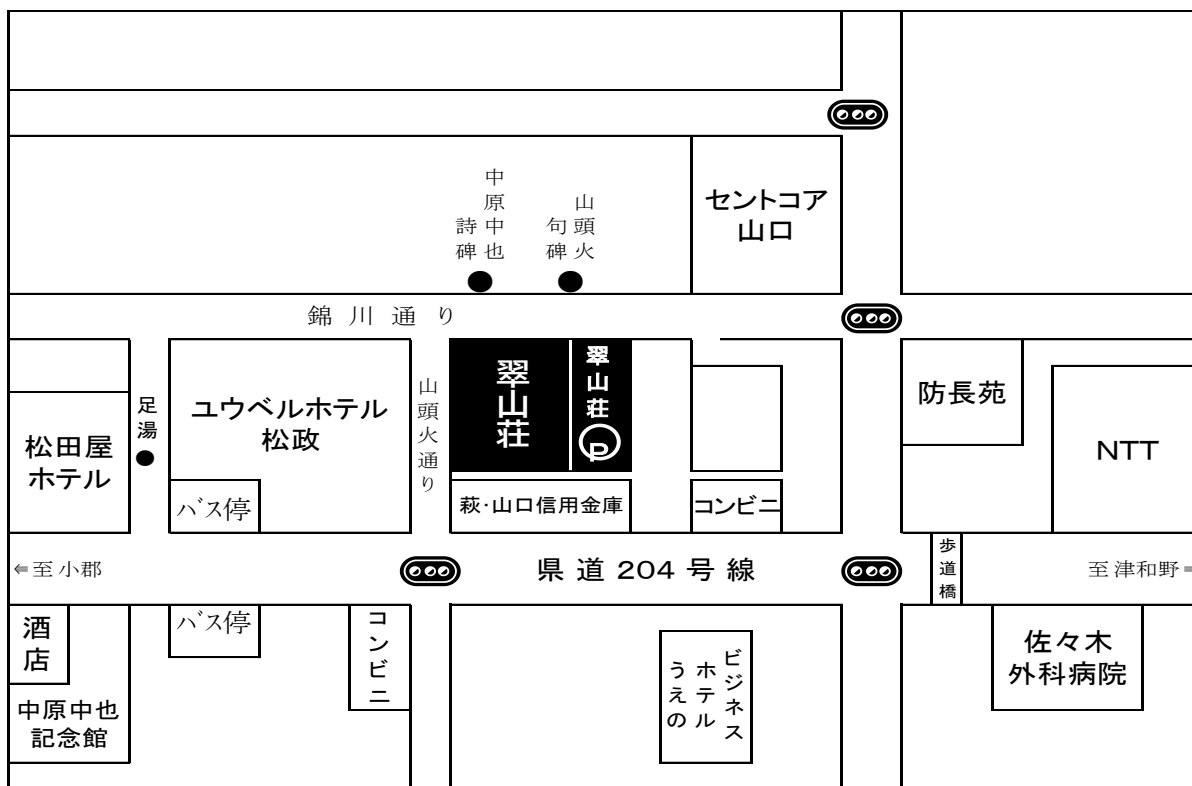 中原中也
詩碑
山頭火
句碑
セントコア
山口
錦川通り
松田屋
ホテル
足湯
ユウベルホテル
松政
バス停
山頭火通り
翠山荘
翠山荘
P
萩・山口信用金庫
コンビニ
防長苑
NTT
⇐至小郡
県道204号線
歩道橋
至津和野
酒店
中原中也
記念館
バス停
コンビニ
ビジネス
ホテル
うえの
佐々木
外科病院